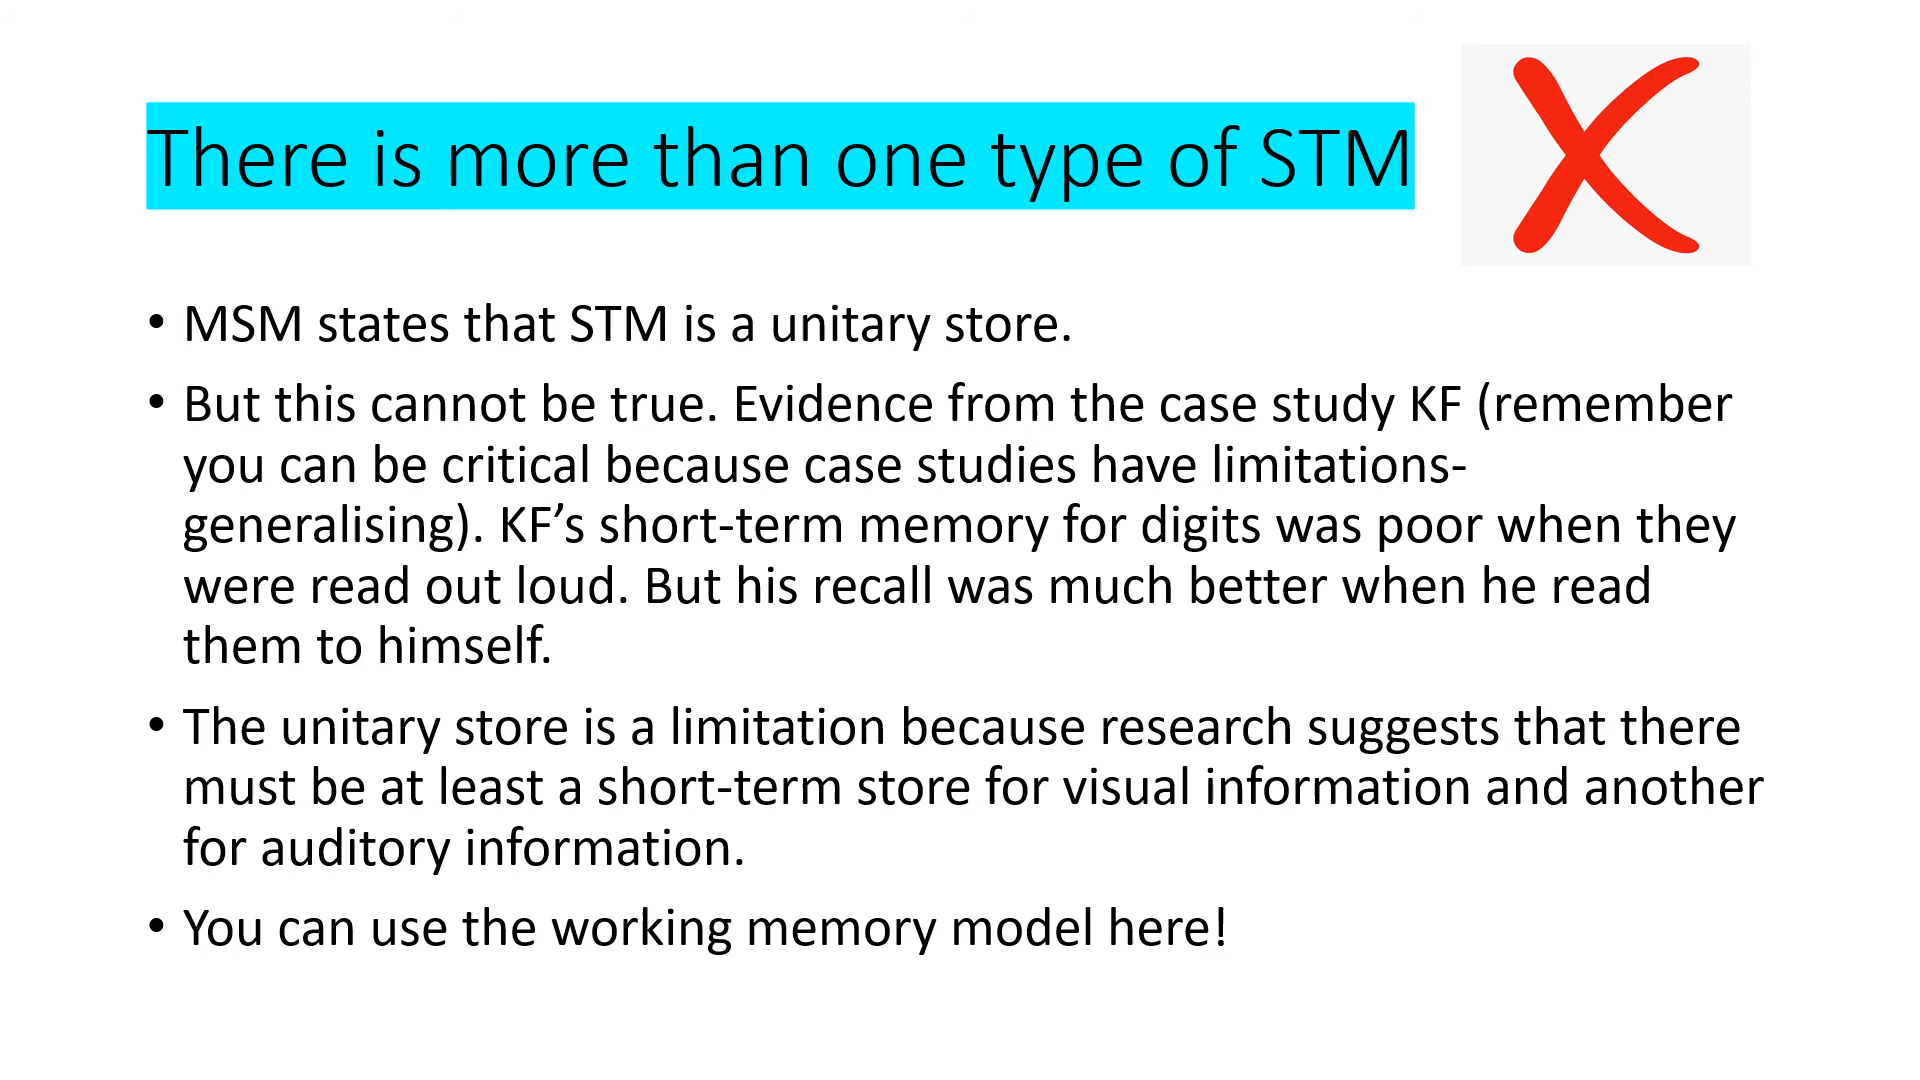 There is more than one type of STM
• MSM states that STM is a unitary store.
• But this cannot be true. Evidence from the case study KF (remember
you can be critical because case studies have limitations-
generalising). KF’s short-term memory for digits was poor when they
were read out loud. But his recall was much better when he read
them to himself.
• The unitary store is a limitation because research suggests that there
must be at least a short-term store for visual information and another
for auditory information.
• You can use the working memory model here!